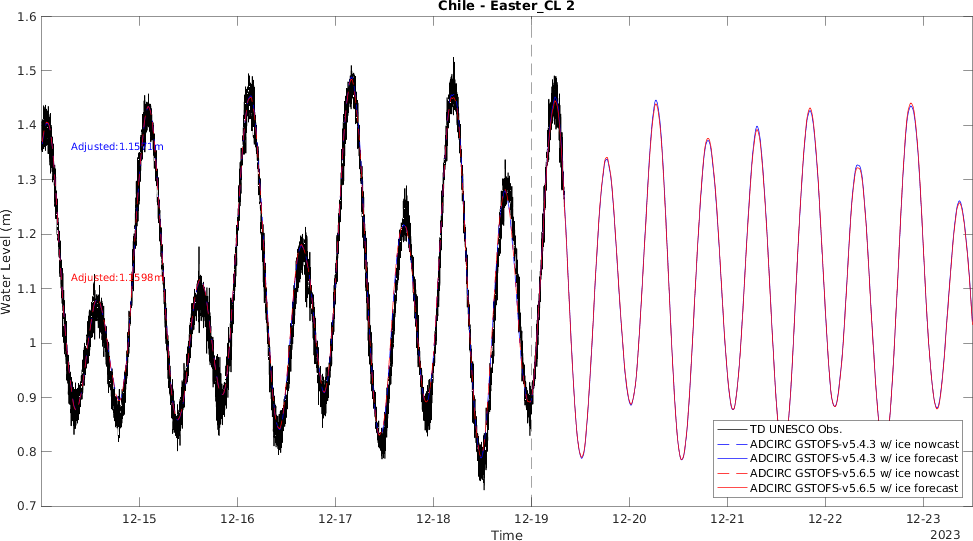 Chile - Easter_CL 2
1.6
1.5
1.4
1.3
1.2
1.1
1
0.9
0.8
0.7
Water Level (m)
Adjusted:1.1598m
12-15
12-16
12-17
12-18
12-19
12-20
12-21
12-22
12-23
Time
2023
TD UNESCO Obs.
ADCIRC GSTOFS-v5.4.3 w/ ice nowcast
ADCIRC GSTOFS-v5.4.3 w/ ice forecast
ADCIRC GSTOFS-v5.6.5 w/ ice nowcast
ADCIRC GSTOFS-v5.6.5 w/ ice forecast